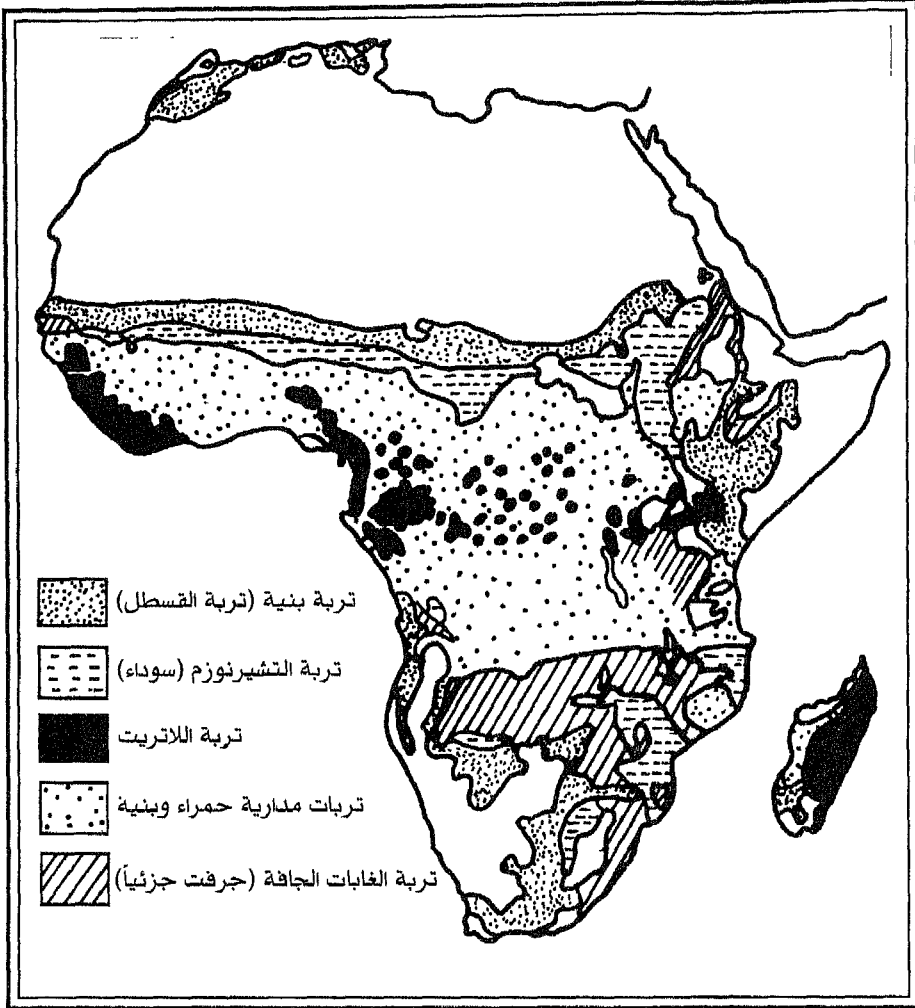 تربة بنية (تربة القسطل)
تربة التشيرنوزم (سوداء)
تربة اللاتريت
تربات مدارية حمراء وبنية
تربة الغابات الجافة (جرفت جزئياً)